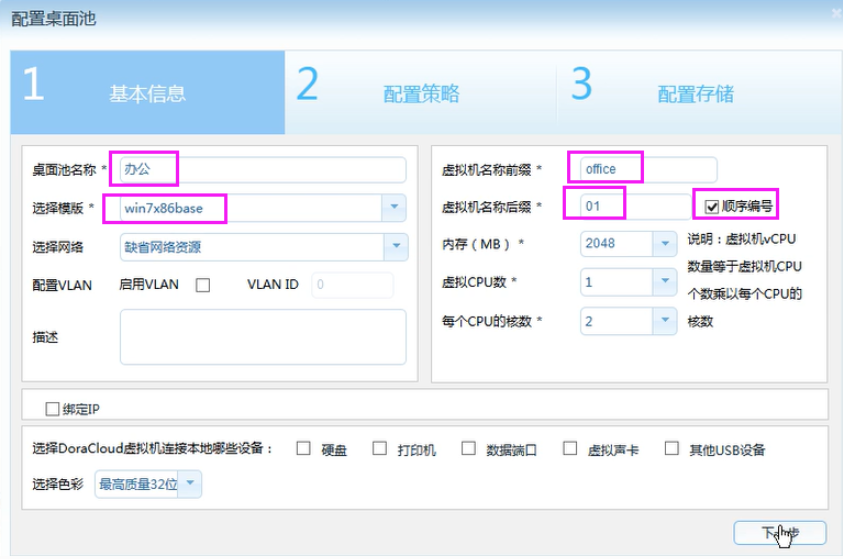 配置桌面池
1 基本信息 2 配置策略 3 配置存储
桌面池名称 * 办公
选择模版 * win7x86base
选择网络 缺省网络资源
配置VLAN 启用VLAN VLAN ID 0
描述
虚拟机名称前缀 * office
虚拟机名称后缀 * 01 顺序编号
内存（MB）* 2048
虚拟CPU数 * 1
每个CPU的核数 * 2
说明：虚拟机vCPU
数量等于虚拟机CPU
个数乘以每个CPU的
核数
绑定IP
选择DoraCloud虚拟机连接本地哪些设备： 硬盘 打印机 数据端口 虚拟声卡 其他USB设备
选择色彩 最高质量32位
下一步